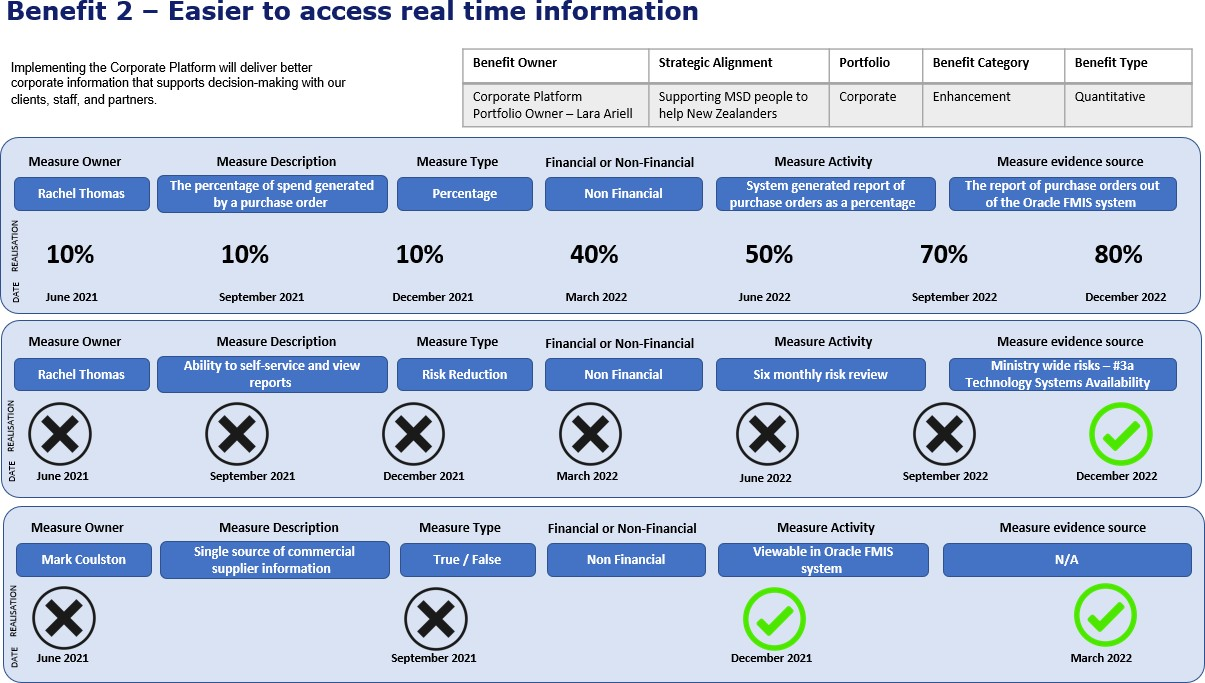 Benefit 2 – Easier to access real time information
Implementing the Corporate Platform will deliver better
corporate information that supports decision-making with our
clients, staff, and partners.
Benefit Owner
Strategic Alignment
Portfolio
Benefit Category
Benefit Type
Corporate Platform
Portfolio Owner – Lara Ariell
Supporting MSD people to
help New Zealanders
Corporate
Enhancement
Quantitative
Measure Owner
Measure Description
Measure Type
Financial or Non-Financial
Measure Activity
Measure evidence source
Rachel Thomas
The percentage of spend generated
by a purchase order
Percentage
Non Financial
System generated report of
purchase orders as a percentage
The report of purchase orders out
of the Oracle FMIS system
REALISATION
10%
10%
10%
40%
50%
70%
80%
DATE
June 2021
September 2021
December 2021
March 2022
June 2022
September 2022
December 2022
Measure Owner
Measure Description
Measure Type
Financial or Non-Financial
Measure Activity
Measure evidence source
Rachel Thomas
Ability to self-service and view
reports
Risk Reduction
Non Financial
Six monthly risk review
Ministry wide risks – #3a
Technology Systems Availability
REALISATION
DATE
June 2021
September 2021
December 2021
March 2022
June 2022
September 2022
December 2022
Measure Owner
Measure Description
Measure Type
Financial or Non-Financial
Measure Activity
Measure evidence source
Mark Coulston
Single source of commercial
supplier information
True / False
Non Financial
Viewable in Oracle FMIS
system
N/A
REALISATION
DATE
June 2021
September 2021
December 2021
March 2022